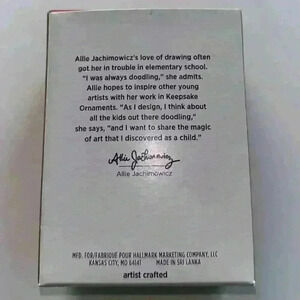 Allie Jachimowicz's love of drawing often
got her in trouble in elementary school.
"I was always doodling," she admits.
Allie hopes to inspire other young
artists with her work in Keepsake
Ornaments. "As I design, I think about
all the kids out there doodling,"
she says, "and I want to share the magic
of art that I discovered as a child."
Allie Jachimowicz
Allie Jachimowicz
MFD. FOR/FABRIQUÉ POUR HALLMARK MARKETING COMPANY, LLC
KANSAS CITY, MO 64141 MADE IN SRI LANKA
artist crafted